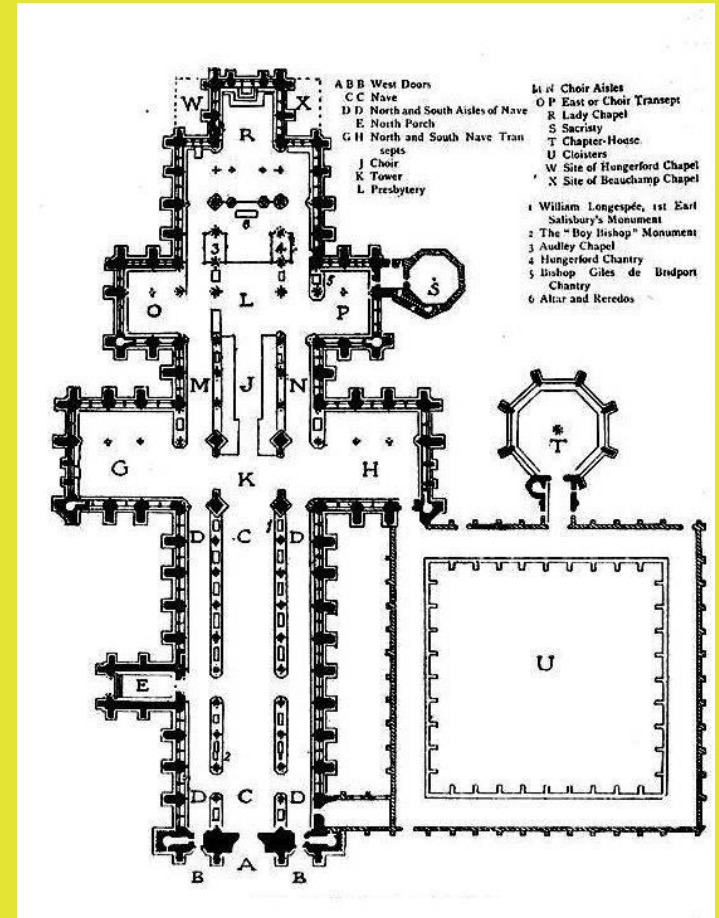 A B B West Doors
C C Nave
D D North and South Aisles of Nave
E North Porch
G H North and South Nave Tran
septs
J Choir
K Tower
L Presbytery
M N Choir Aisles
O P East or Choir Transept
R Lady Chapel
S Sacristy
T Chapter-House.
U Cloisters
W Site of Hungerford Chapel
X Site of Beauchamp Chapel
1 William Longespée, 1st Earl
Salisbury's Monument
2 The "Boy Bishop" Monument
3 Audley Chapel
4 Hungerford Chantry
5 Bishop Giles de Bridport
Chantry
6 Altar and Reredos
W X
R
6
3 4
5
S
O L P
M J N
T
G K H
D C 1 D
U
E
2
D C D
A
B B